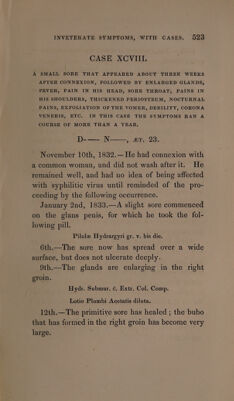 INVETERATE SYMPTOMS, WITH CASES. 523
CASE XCVIII.
A SMALL SORE THAT APPEARED ABOUT THREE WEEKS
AFTER CONNEXION, FOLLOWED BY ENLARGED GLANDS,
FEVER, PAIN IN HIS HEAD, SORE THROAT, PAINS IN
HIS SHOULDERS, THICKENED PERIOSTEUM, NOCTURNAL
PAINS, EXFOLIATION OF THE VOMER, DEBILITY, CORONA
VENERIS, ETC. IN THIS CASE THE SYMPTOMS RAN A
COURSE OF MORE THAN A YEAR.
D—— N——, ÆT. 23.
November 10th, 1832.—He had connexion with
a common woman, and did not wash after it. He
remained well, and had no idea of being affected
with syphilitic virus until reminded of the pro-
ceeding by the following occurrence.
January 2nd, 1833.—A slight sore commenced
on the glans penis, for which he took the fol-
lowing pill.
Pilulæ Hydrargyri gr. v. bis die.
6th.—The sore now has spread over a wide
surface, but does not ulcerate deeply.
9th.—The glands are enlarging in the right
groin.
Hydr. Submur. c. Extr. Col. Comp.
Lotio Plumbi Acetatis diluta.
12th.—The primitive sore has healed; the bubo
that has formed in the right groin has become very
large.